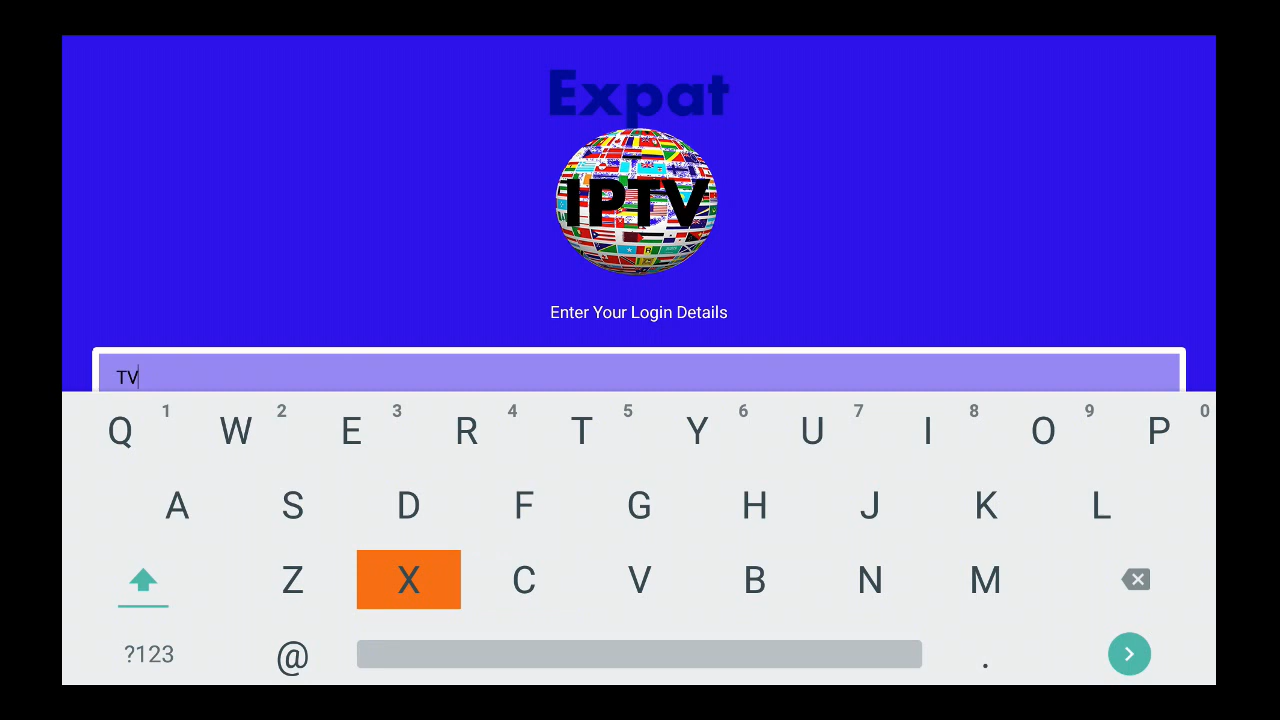 Expat
IPTV
Enter Your Login Details
TV
Q 1 W 2 E 3 R 4 T 5 Y 6 U 7 I 8 O 9 P 0
A S D F G H J K L
Z X C V B N M
?123 @ .